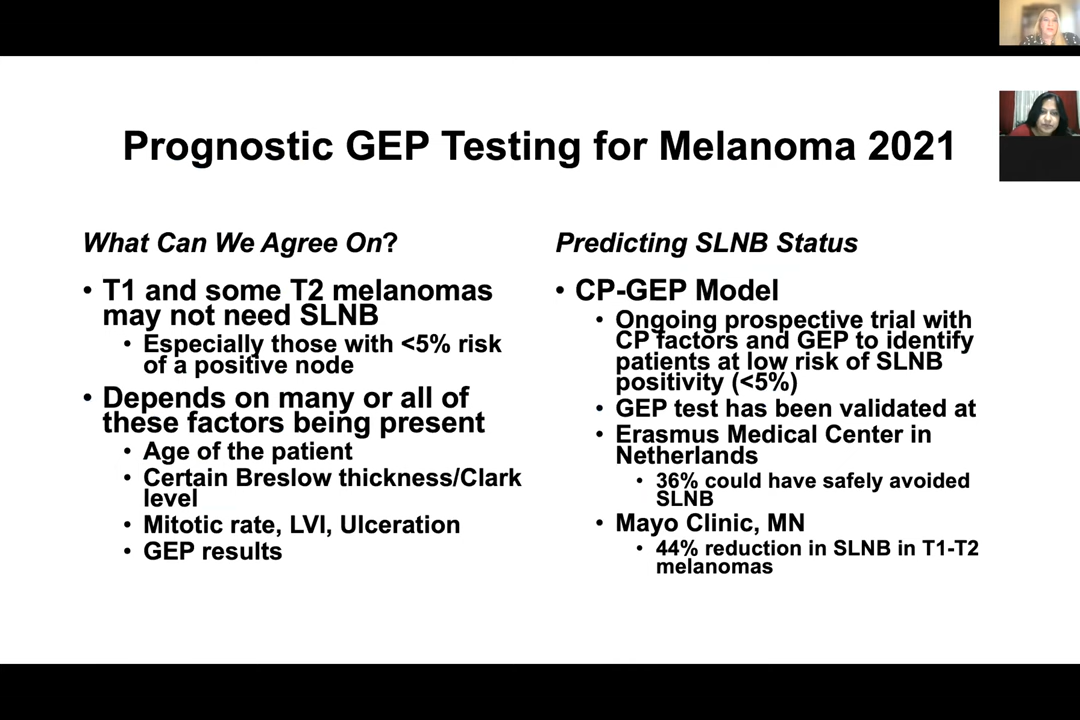 Prognostic GEP Testing for Melanoma 2021
What Can We Agree On?
• T1 and some T2 melanomas
may not need SLNB
• Especially those with <5% risk
of a positive node
• Depends on many or all of
these factors being present
• Age of the patient
• Certain Breslow thickness/Clark
level
• Mitotic rate, LVI, Ulceration
• GEP results
Predicting SLNB Status
• CP-GEP Model
• Ongoing prospective trial with
CP factors and GEP to identify
patients at low risk of SLNB
positivity (<5%)
• GEP test has been validated at
• Erasmus Medical Center in
Netherlands
• 36% could have safely avoided
SLNB
• Mayo Clinic, MN
• 44% reduction in SLNB in T1-T2
melanomas